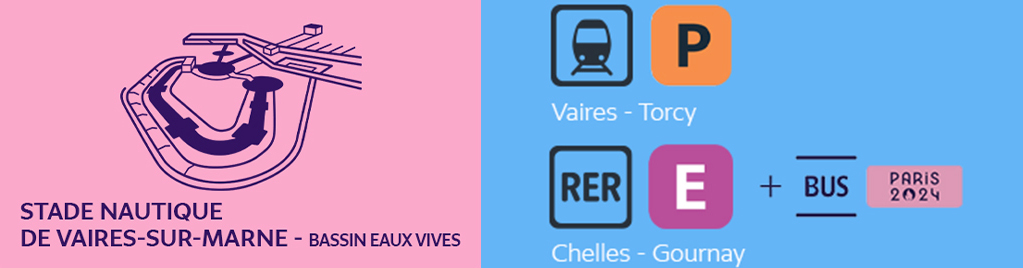 STADE NAUTIQUE
DE VAIRES-SUR-MARNE - BASSIN EAUX VIVES
P
Vaires - Torcy
RER E + BUS PARIS
2024
Chelles - Gournay